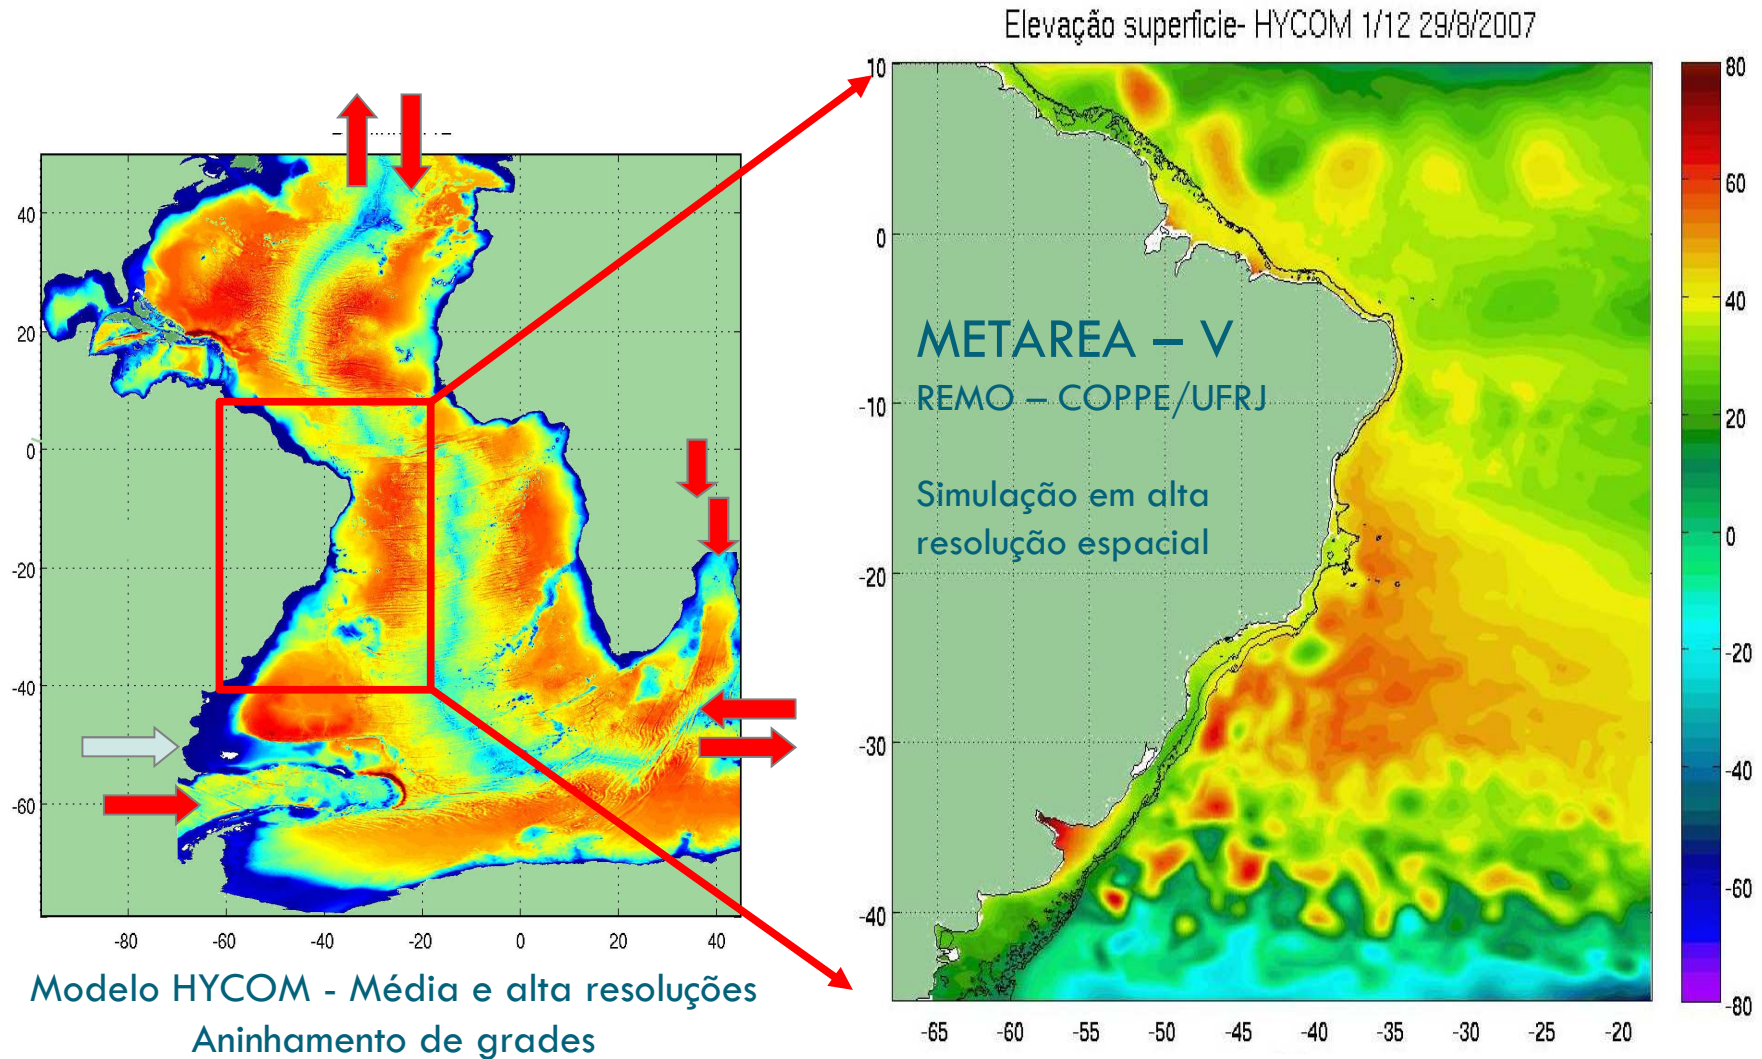 Elevação superficie- HYCOM 1/12 29/8/2007
40
20
0
-20
-40
-60
-80 -60 -40 -20 0 20 40
Modelo HYCOM - Média e alta resoluções
Aninhamento de grades
10
0
-10
-20
-30
-40
METAREA – V
REMO – COPPE/UFRJ
Simulação em alta
resolução espacial
-65 -60 -55 -50 -45 -40 -35 -30 -25 -20
80
60
40
20
0
-20
-40
-60
-80